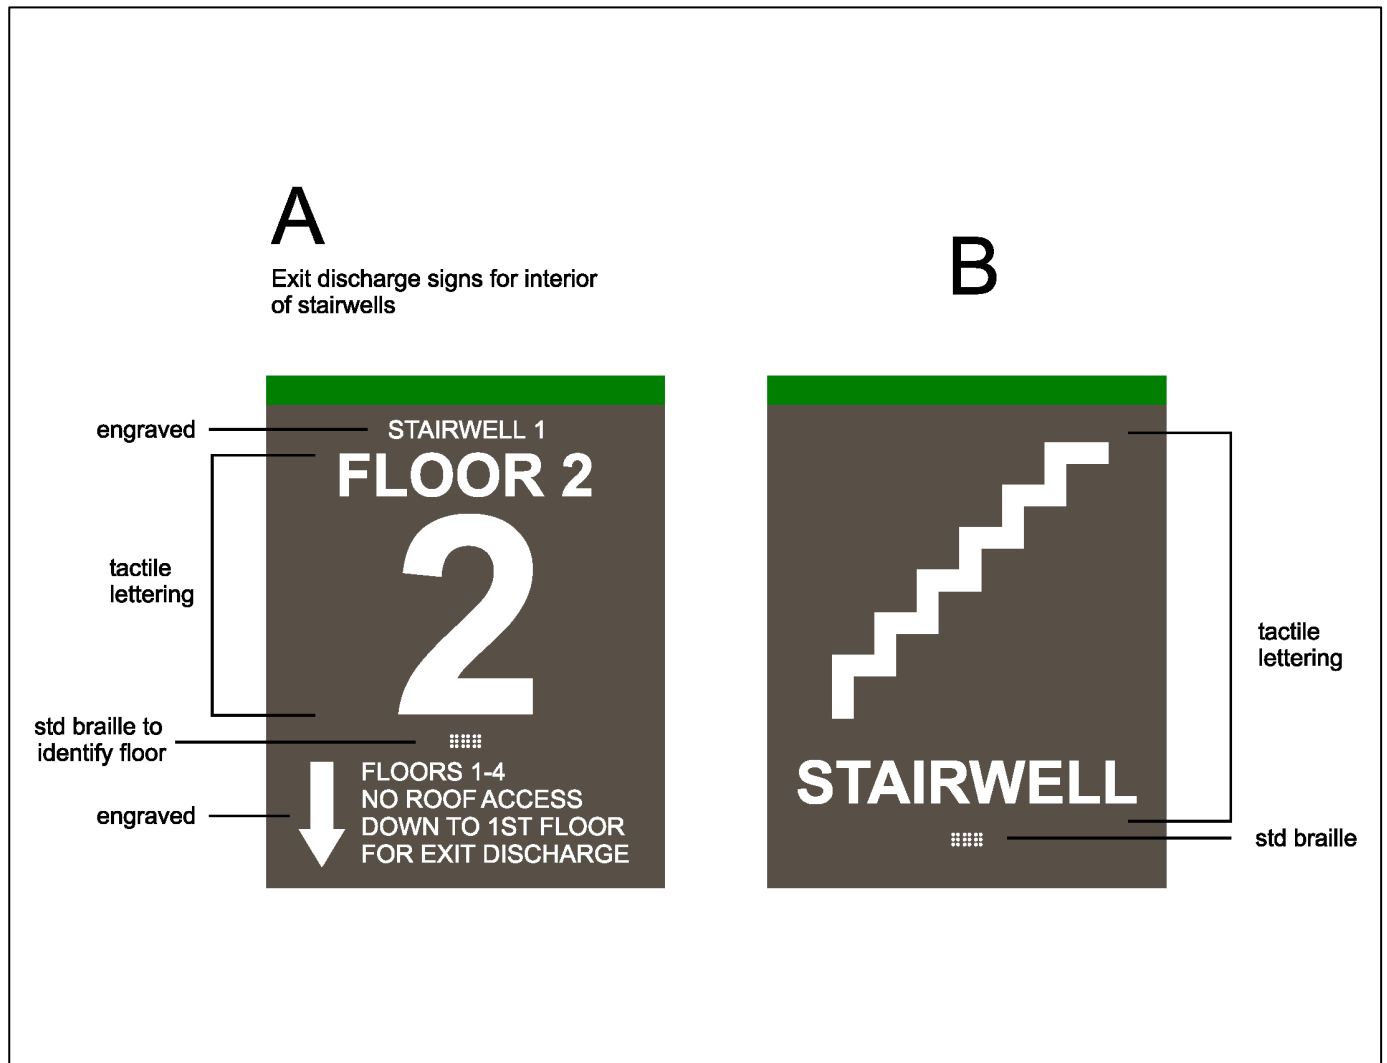 A
Exit discharge signs for interior
of stairwells
engraved
STAIRWELL 1
FLOOR 2
2
tactile
lettering
std braille to
identify floor
engraved
FLOORS 1-4
NO ROOF ACCESS
DOWN TO 1ST FLOOR
FOR EXIT DISCHARGE
B
STAIRWELL
tactile
lettering
std braille